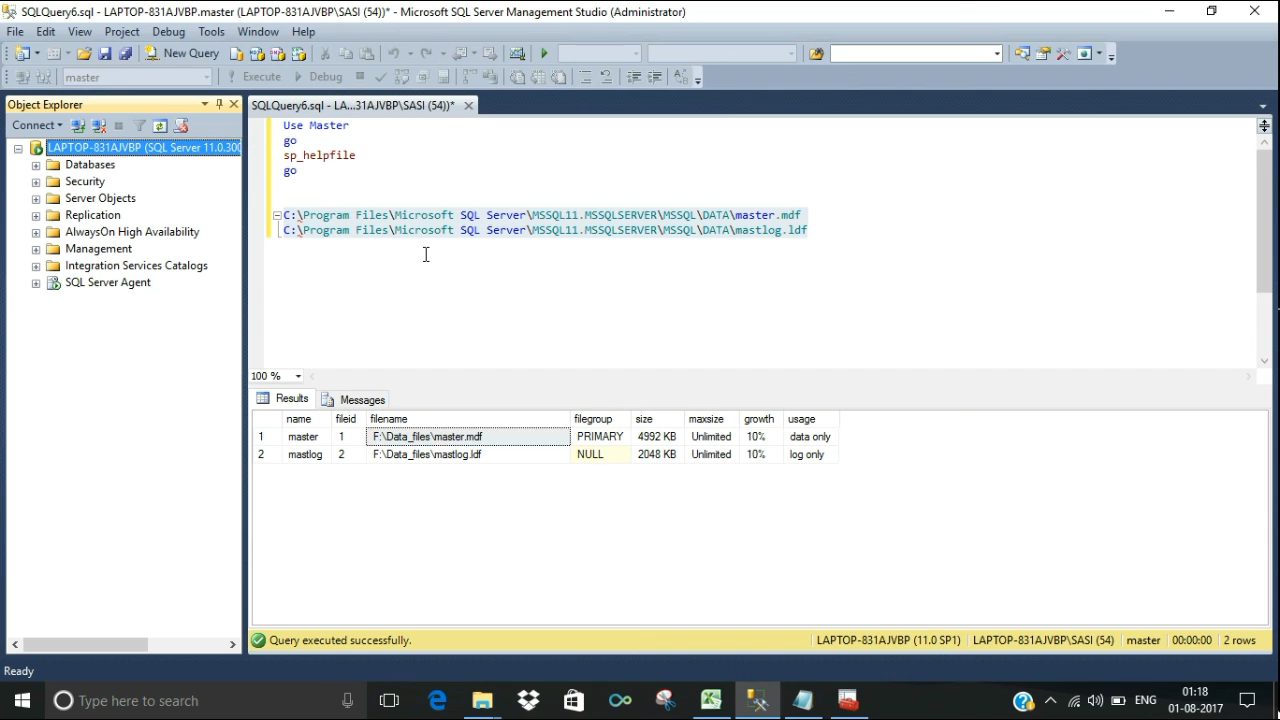 SQLQuery6.sql - LAPTOP-831AJVBP.master (LAPTOP-831AJVBP\SASI (54))* - Microsoft SQL Server Management Studio (Administrator)
File Edit View Project Debug Tools Window Help
New Query
master Execute Debug
Object Explorer
SQLQuery6.sql - LA...31AJVBP\SASI (54))*
Connect
LAPTOP-831AJVBP (SQL Server 11.0.300
Databases
Security
Server Objects
Replication
AlwaysOn High Availability
Management
Integration Services Catalogs
SQL Server Agent
Use Master
go
sp_helpfile
go
C:\Program Files\Microsoft SQL Server\MSSQL11.MSSQLSERVER\MSSQL\DATA\master.mdf
C:\Program Files\Microsoft SQL Server\MSSQL11.MSSQLSERVER\MSSQL\DATA\mastlog.ldf
100 %
Results Messages
name fileid filename filegroup size maxsize growth usage
1 master 1 F:\Data_files\master.mdf PRIMARY 4992 KB Unlimited 10% data only
2 mastlog 2 F:\Data_files\mastlog.ldf NULL 2048 KB Unlimited 10% log only
Query executed successfully. LAPTOP-831AJVBP (11.0 SP1) LAPTOP-831AJVBP\SASI (54) master 00:00:00 2 rows
Ready
Type here to search
ENG
01:18
01-08-2017